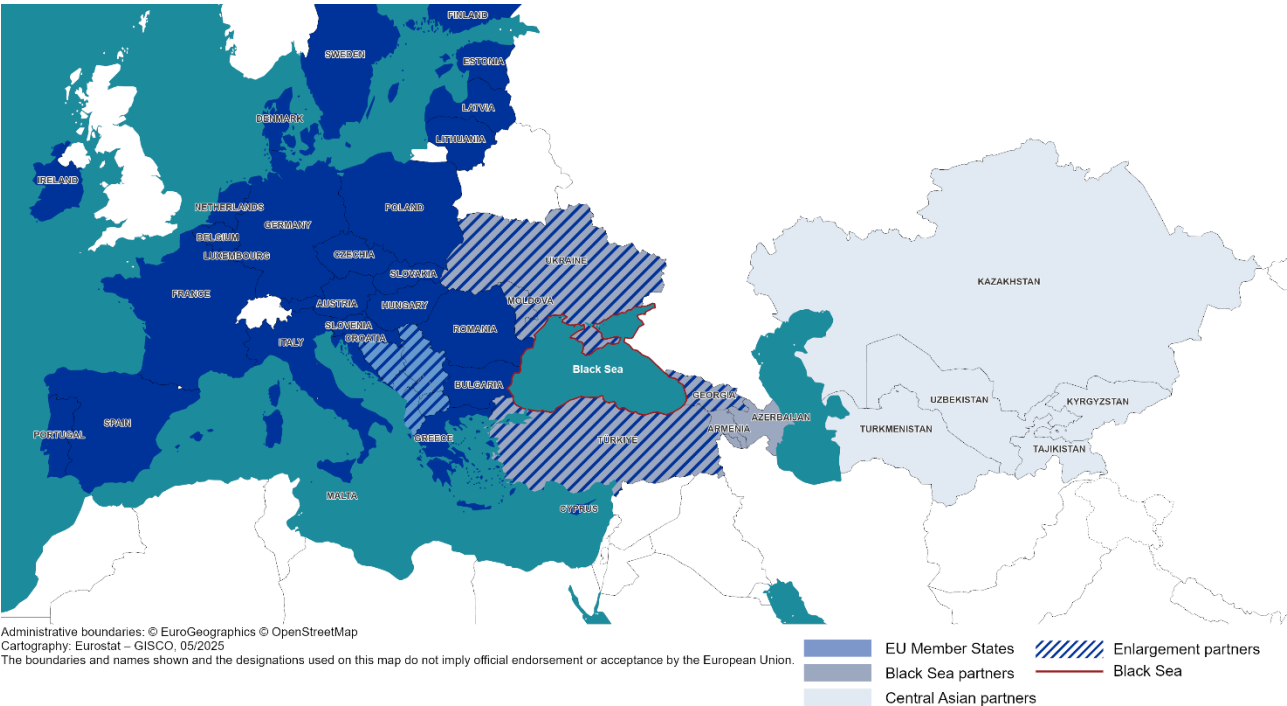 FINLAND
SWEDEN
ESTONIA
LATVIA
DENMARK
LITHUANIA
IRELAND
NETHERLANDS
POLAND
GERMANY
BELGIUM
LUXEMBOURG
CZECHIA
UKRAINE
SLOVAKIA
KAZAKHSTAN
FRANCE
AUSTRIA
HUNGARY
MOLDOVA
SLOVENIA
ROMANIA
CROATIA
ITALY
Black Sea
BULGARIA
GEORGIA
UZBEKISTAN
KYRGYZSTAN
SPAIN
PORTUGAL
AZERBAIJAN
ARMENIA
TURKMENISTAN
GREECE
TÜRKIYE
TAJIKISTAN
MALTA
CYPRUS
Administrative boundaries: © EuroGeographics © OpenStreetMap
Cartography: Eurostat – GISCO, 05/2025
The boundaries and names shown and the designations used on this map do not imply official endorsement or acceptance by the European Union.
EU Member States
Enlargement partners
Black Sea partners
Black Sea
Central Asian partners